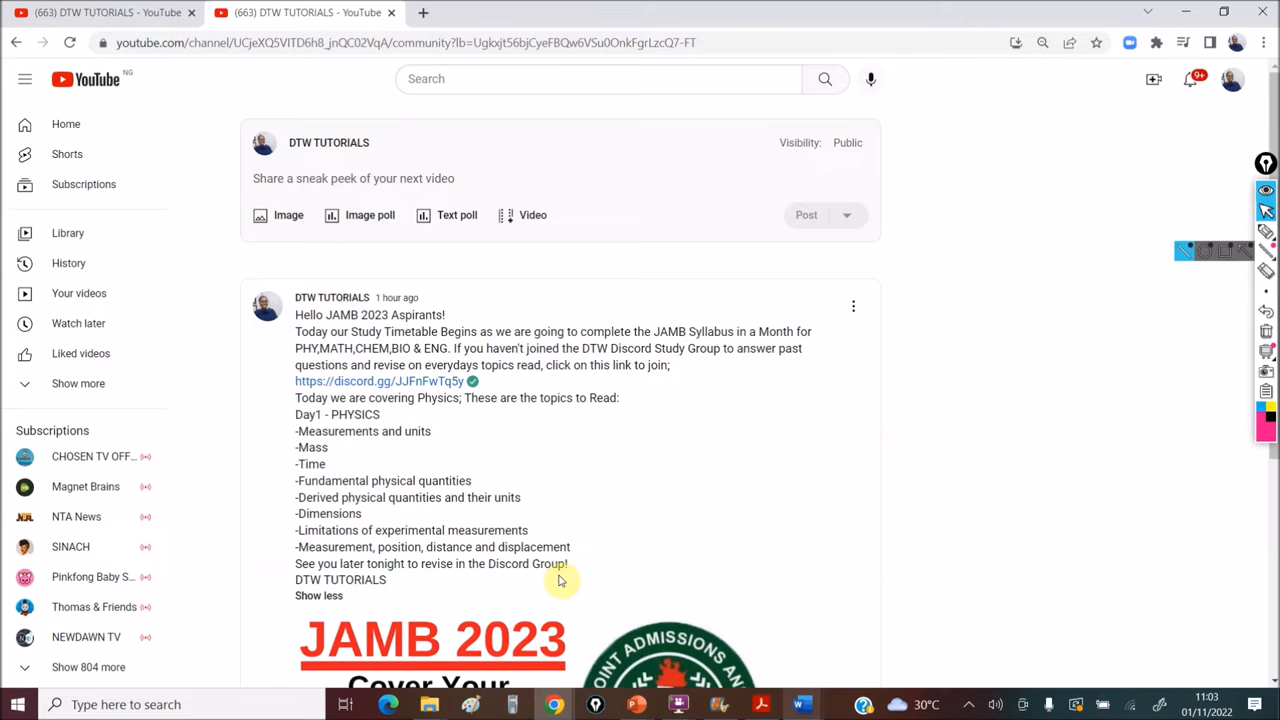 (663) DTW TUTORIALS - YouTube
(663) DTW TUTORIALS - YouTube
youtube.com/channel/UCjeXQ5VITD6h8_jnQC02VqA/community?lb=Ugkxjt56bjCyeFBQw6VSu0OnkFgrLzcQ7-FT
YouTube NG
Search
9+
Home
Shorts
Subscriptions
Library
History
Your videos
Watch later
Liked videos
Show more
Subscriptions
CHOSEN TV OFF...
Magnet Brains
NTA News
SINACH
Pinkfong Baby S...
Thomas & Friends
NEWDAWN TV
Show 804 more
DTW TUTORIALS
Visibility: Public
Share a sneak peek of your next video
Image
Image poll
Text poll
Video
Post
DTW TUTORIALS 1 hour ago
Hello JAMB 2023 Aspirants!
Today our Study Timetable Begins as we are going to complete the JAMB Syllabus in a Month for
PHY,MATH,CHEM,BIO & ENG. If you haven't joined the DTW Discord Study Group to answer past
questions and revise on everydays topics read, click on this link to join;
https://discord.gg/JJFnFwTq5y
Today we are covering Physics; These are the topics to Read:
Day1 - PHYSICS
-Measurements and units
-Mass
-Time
-Fundamental physical quantities
-Derived physical quantities and their units
-Dimensions
-Limitations of experimental measurements
-Measurement, position, distance and displacement
See you later tonight to revise in the Discord Group!
DTW TUTORIALS
Show less
JAMB 2023
Cover Your
JOINT ADMISSIONS AND
Type here to search
30°C
11:03
01/11/2022